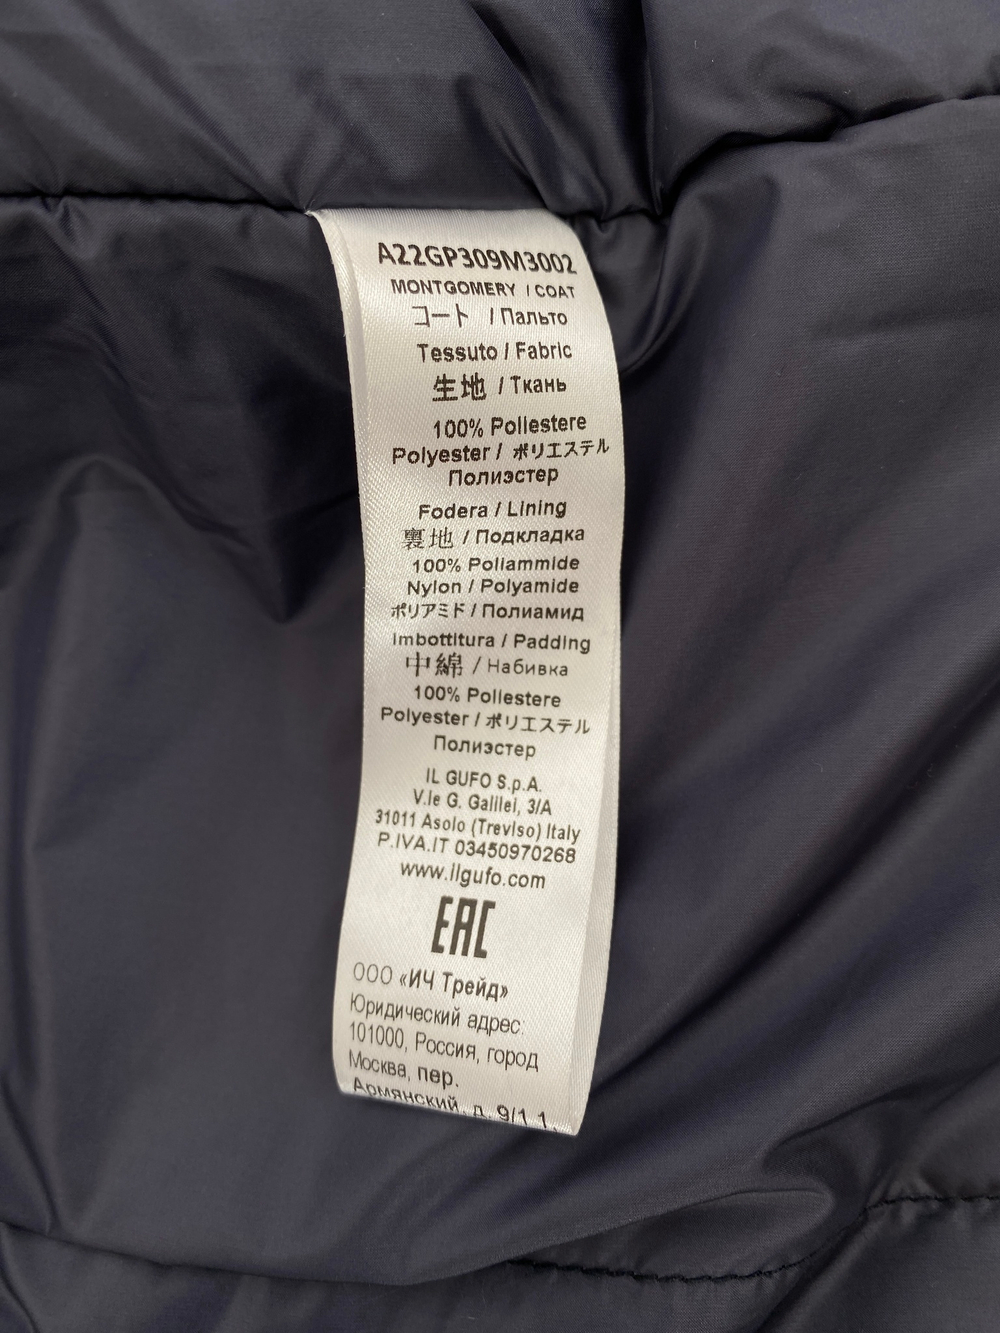 A22GP309M3002
MONTGOMERY / COAT
コート / Пальто
Tessuto / Fabric
生地 / Ткань
100% Poliestere
Polyester / ポリエステル
Полиэстер
Fodera / Lining
裏地 / Подкладка
100% Poliammide
Nylon / Polyamide
ポリアミド / Полиамид
Imbottitura / Padding
中綿 / Набивка
100% Poliestere
Polyester / ポリエステル
Полиэстер
IL GUFO S.p.A.
V.le G. Galilei, 3/A
31011 Asolo (Treviso) Italy
P.IVA.IT 03450970268
www.ilgufo.com
EAC
ООО «ИЧ Трейд»
Юридический адрес:
101000, Россия, город
Москва, пер.
Армянский, д. 9/1 1,